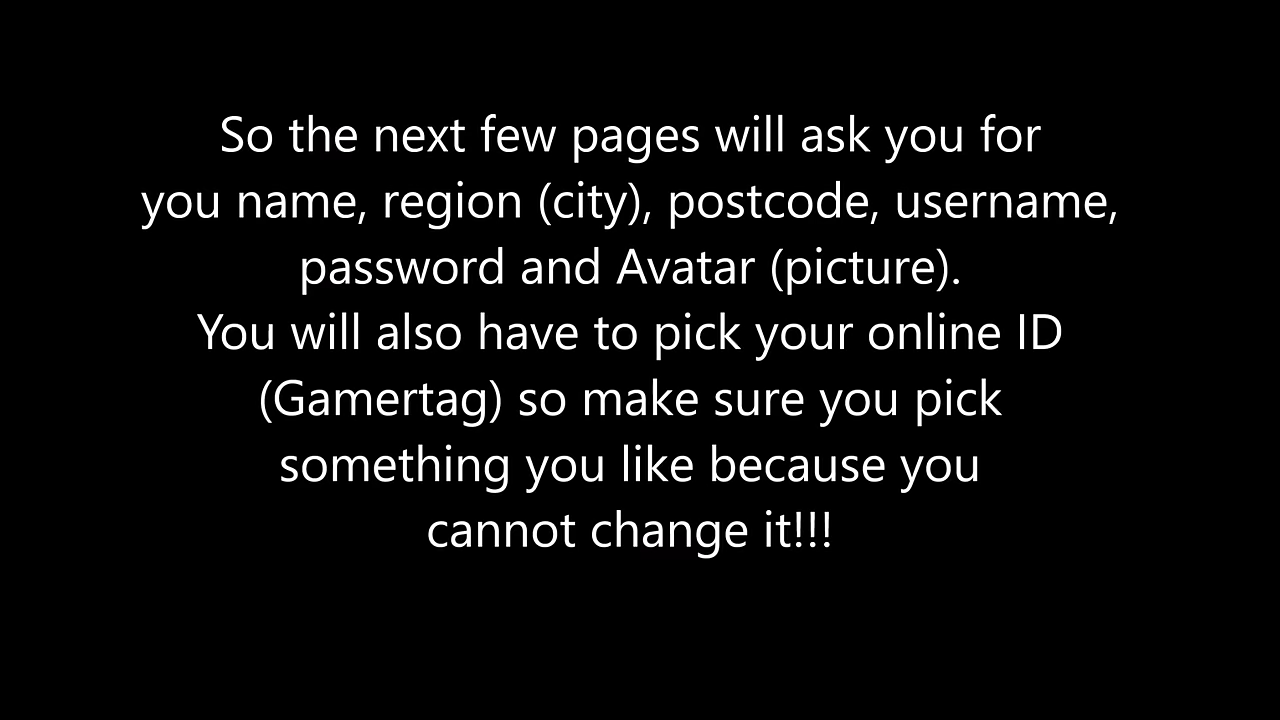 So the next few pages will ask you for
you name, region (city), postcode, username,
password and Avatar (picture).
You will also have to pick your online ID
(Gamertag) so make sure you pick
something you like because you
cannot change it!!!